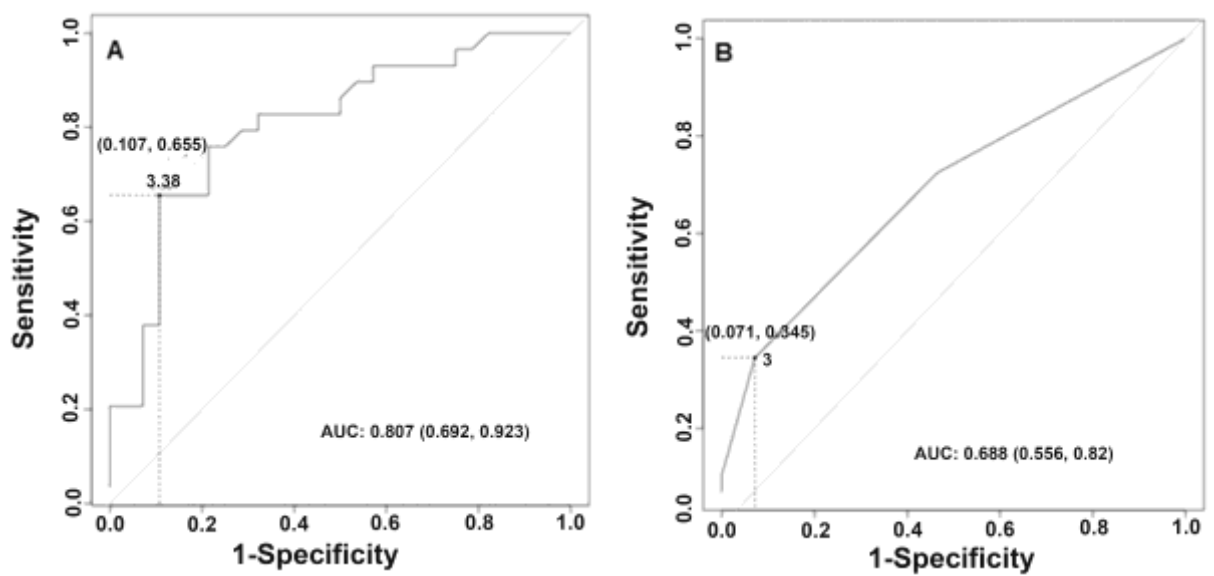 A
1.0
0.8
0.6
0.4
0.2
0.0
Sensitivity
(0.107, 0.655)
3.38
AUC: 0.807 (0.692, 0.923)
0.0 0.2 0.4 0.6 0.8 1.0
1-Specificity
B
1.0
0.8
0.6
0.4
0.2
0.0
Sensitivity
(0.071, 0.345)
3
AUC: 0.688 (0.556, 0.82)
0.0 0.2 0.4 0.6 0.8 1.0
1-Specificity